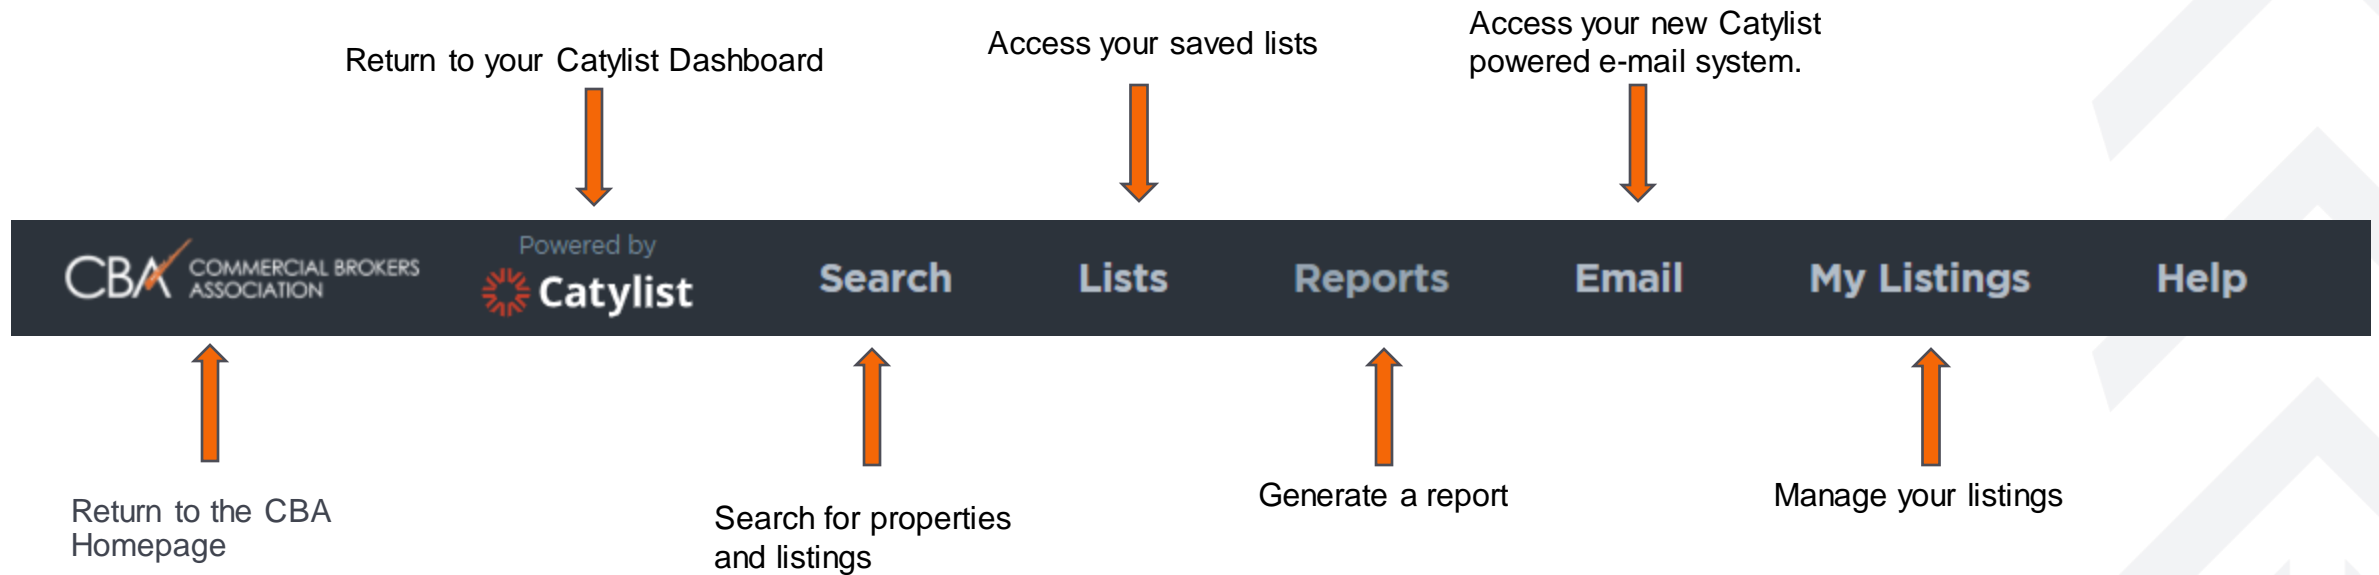 Access your new Catylist
powered e-mail system.
Access your saved lists
Return to your Catylist Dashboard
CBA COMMERCIAL BROKERS
ASSOCIATION
Powered by
Catylist
Search
Lists
Reports
Email
My Listings
Help
Return to the CBA
Homepage
Search for properties
and listings
Generate a report
Manage your listings